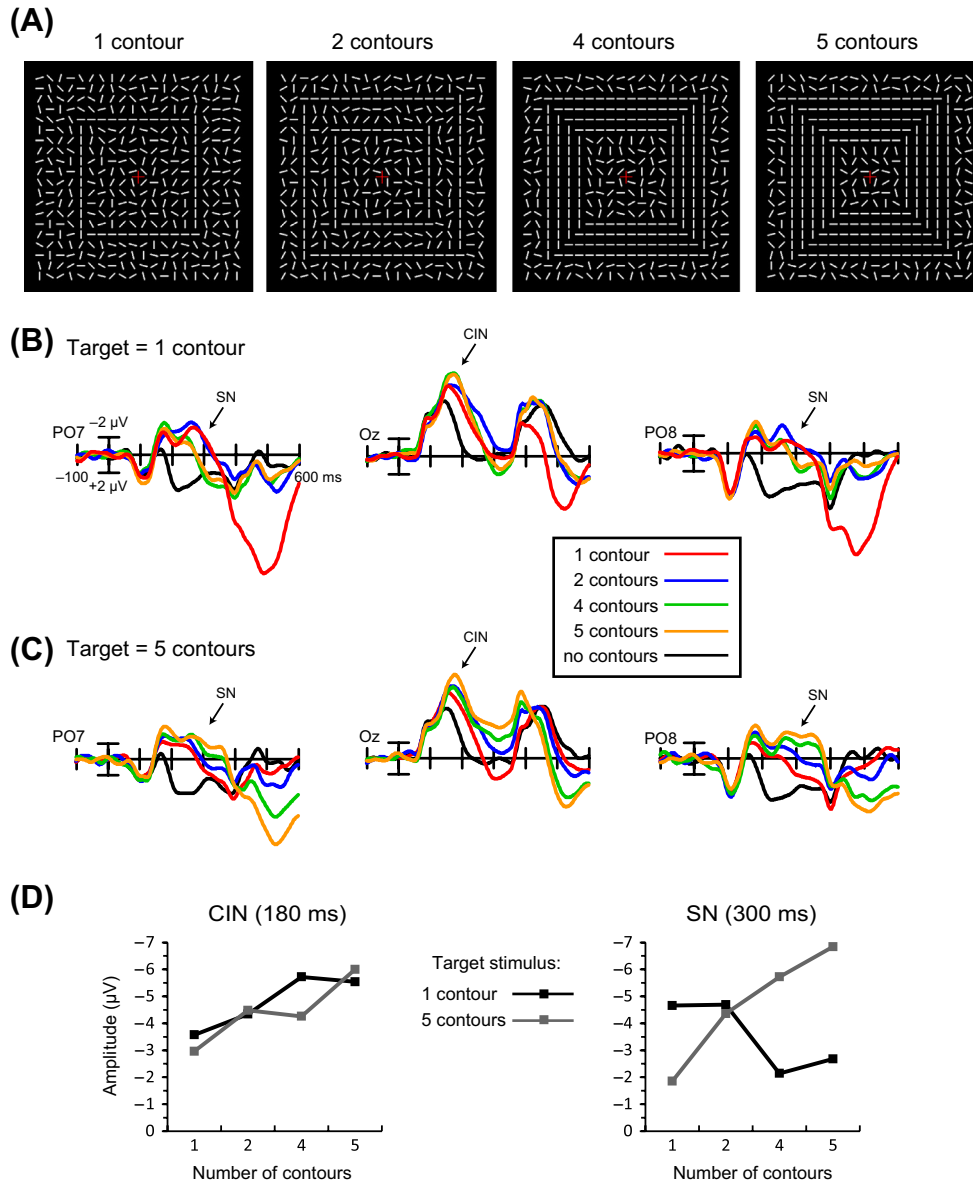 (A)
1 contour
2 contours
4 contours
5 contours
(B)
Target = 1 contour
CIN
SN
SN
PO7
−2 µV
Oz
PO8
−100
+2 µV
600 ms
1 contour
2 contours
4 contours
5 contours
no contours
(C)
Target = 5 contours
CIN
SN
SN
PO7
Oz
PO8
(D)
CIN (180 ms)
SN (300 ms)
Target stimulus:
1 contour
5 contours
Amplitude (µV)
−7
−6
−5
−4
−3
−2
−1
0
1
2
4
5
Number of contours
−7
−6
−5
−4
−3
−2
−1
0
1
2
4
5
Number of contours